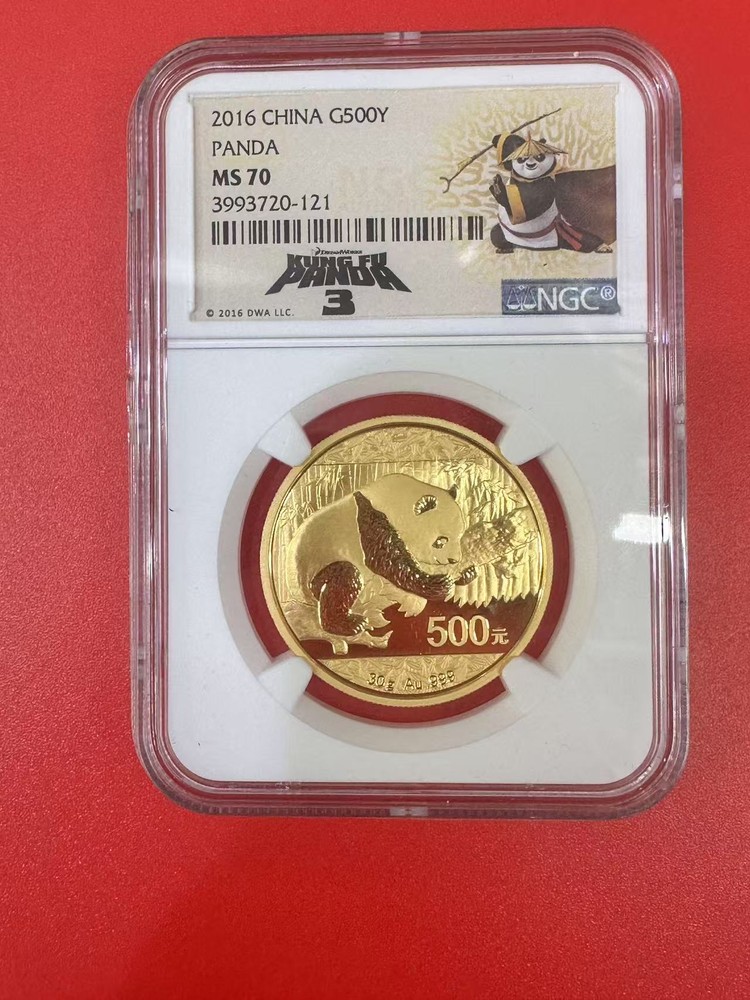 2016 CHINA G500Y
PANDA
MS 70
3993720-121
DREAMWORKS
KUNG FU
PANDA
3
© 2016 DWA LLC.
NGC®
500元
30g Au 999